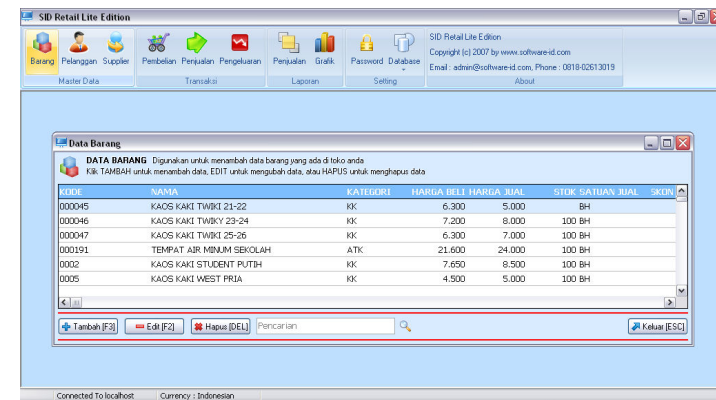 SID Retail Lite Edition
Barang Pelanggan Supplier Pembelian Penjualan Pengeluaran Penjualan Grafik Password Database
Master Data Transaksi Laporan Setting About
SID Retail Lite Edition
Copyright (c) 2007 by www.software-id.com
Email : admin@software-id.com, Phone : 0818-02613019
Data Barang
DATA BARANG Digunakan untuk menambah data barang yang ada di toko anda
Klik TAMBAH untuk menambah data, EDIT untuk mengubah data, atau HAPUS untuk menghapus data
KODE NAMA KATEGORI HARGA BELI HARGA JUAL STOK SATUAN JUAL SKON
000045 KAOS KAKI TWIKI 21-22 KK 6.300 5.000 BH
000046 KAOS KAKI TWIKY 23-24 KK 7.200 8.000 100 BH
000047 KAOS KAKI TWIKI 25-26 KK 6.300 7.000 100 BH
000191 TEMPAT AIR MINUM SEKOLAH ATK 21.600 24.000 100 BH
0002 KAOS KAKI STUDENT PUTIH KK 7.650 8.500 100 BH
0005 KAOS KAKI WEST PRIA KK 4.500 5.000 100 BH
Tambah [F3] Edit [F2] Hapus [DEL] Pencarian Keluar [ESC]
Connected To localhost Currency : Indonesian